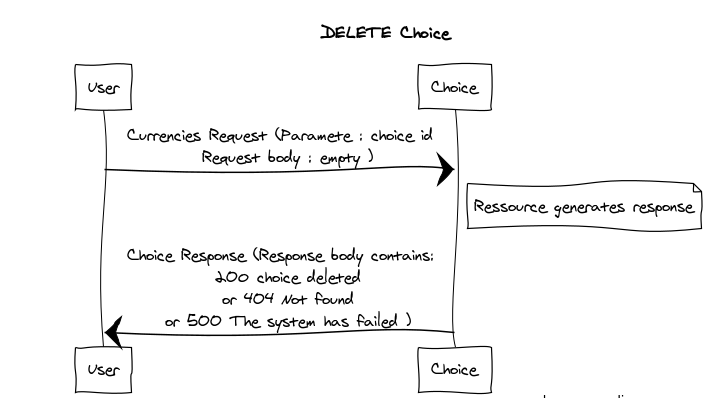 DELETE Choice
User
Choice
Currencies Request (Paramete : choice id
Request body : empty )
Ressource generates response
Choice Response (Response body contains:
200 choice deleted
or 404 Not found
or 500 The system has failed )
User
Choice